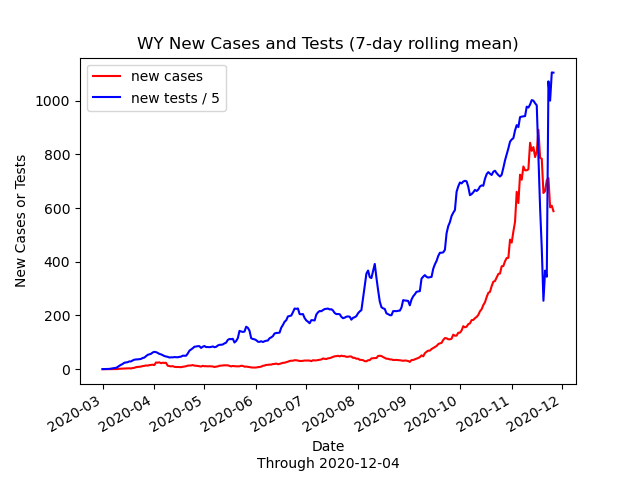 WY New Cases and Tests (7-day rolling mean)
new cases
new tests / 5
New Cases or Tests
1000
800
600
400
200
0
2020-03
2020-04
2020-05
2020-06
2020-07
2020-08
2020-09
2020-10
2020-11
2020-12
Date
Through 2020-12-04